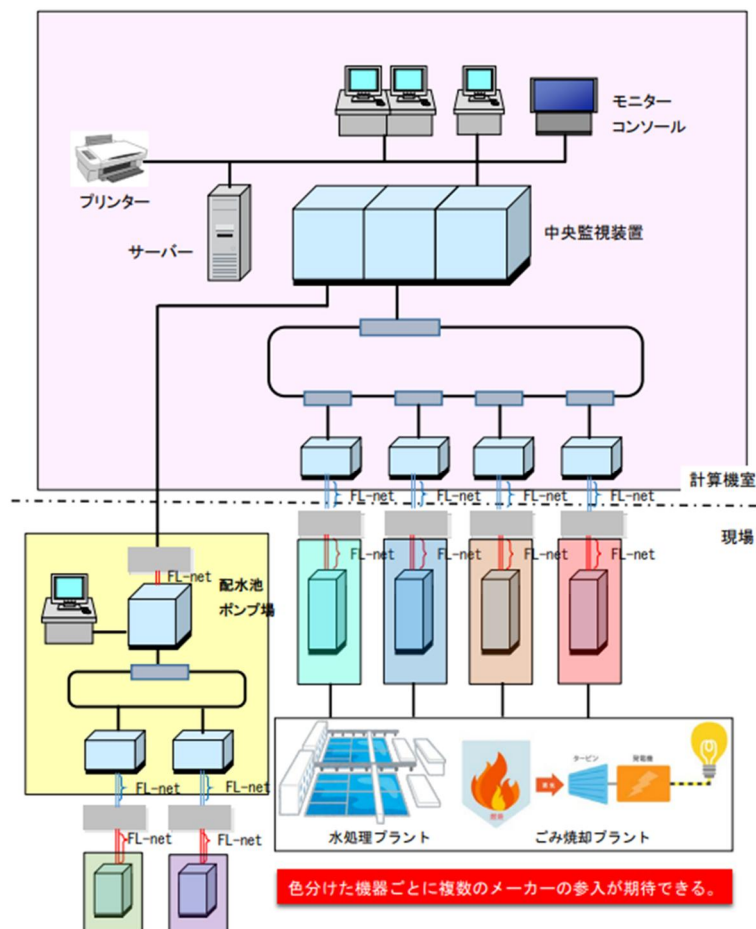 モニター
コンソール
プリンター
サーバー
中央監視装置
計算機室
FL-net
FL-net
FL-net
FL-net
現場
FL-net
FL-net
FL-net
FL-net
FL-net
配水池
ポンプ場
FL-net
FL-net
FL-net
FL-net
タービン
発電機
水処理プラント
ごみ焼却プラント
色分けた機器ごとに複数のメーカーの参入が期待できる。